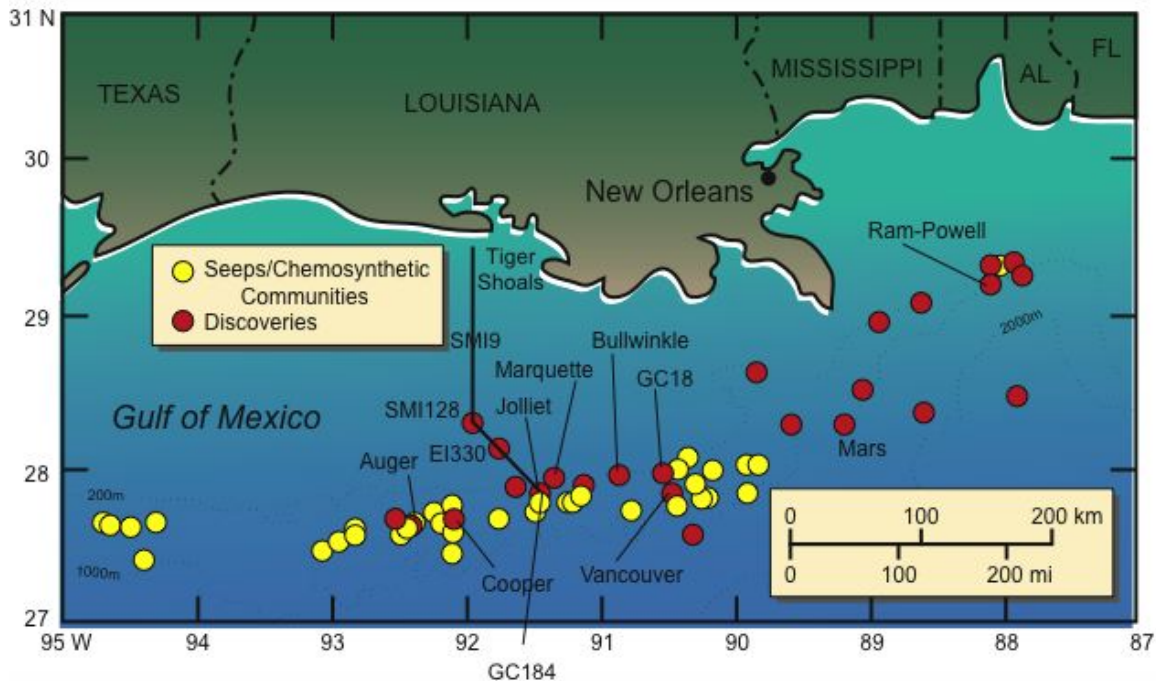 31 N
TEXAS
LOUISIANA
MISSISSIPPI
AL
FL
30
New Orleans
Ram-Powell
Seeps/Chemosynthetic
Communities
Discoveries
Tiger
Shoals
29
2000m
SMI9
Bullwinkle
Marquette
GC18
Jolliet
SMI128
Gulf of Mexico
EI330
Mars
Auger
28
200m
0 100 200 km
0 100 200 mi
1000m
Cooper
Vancouver
27
95 W 94 93 92 91 90 89 88 87
GC184